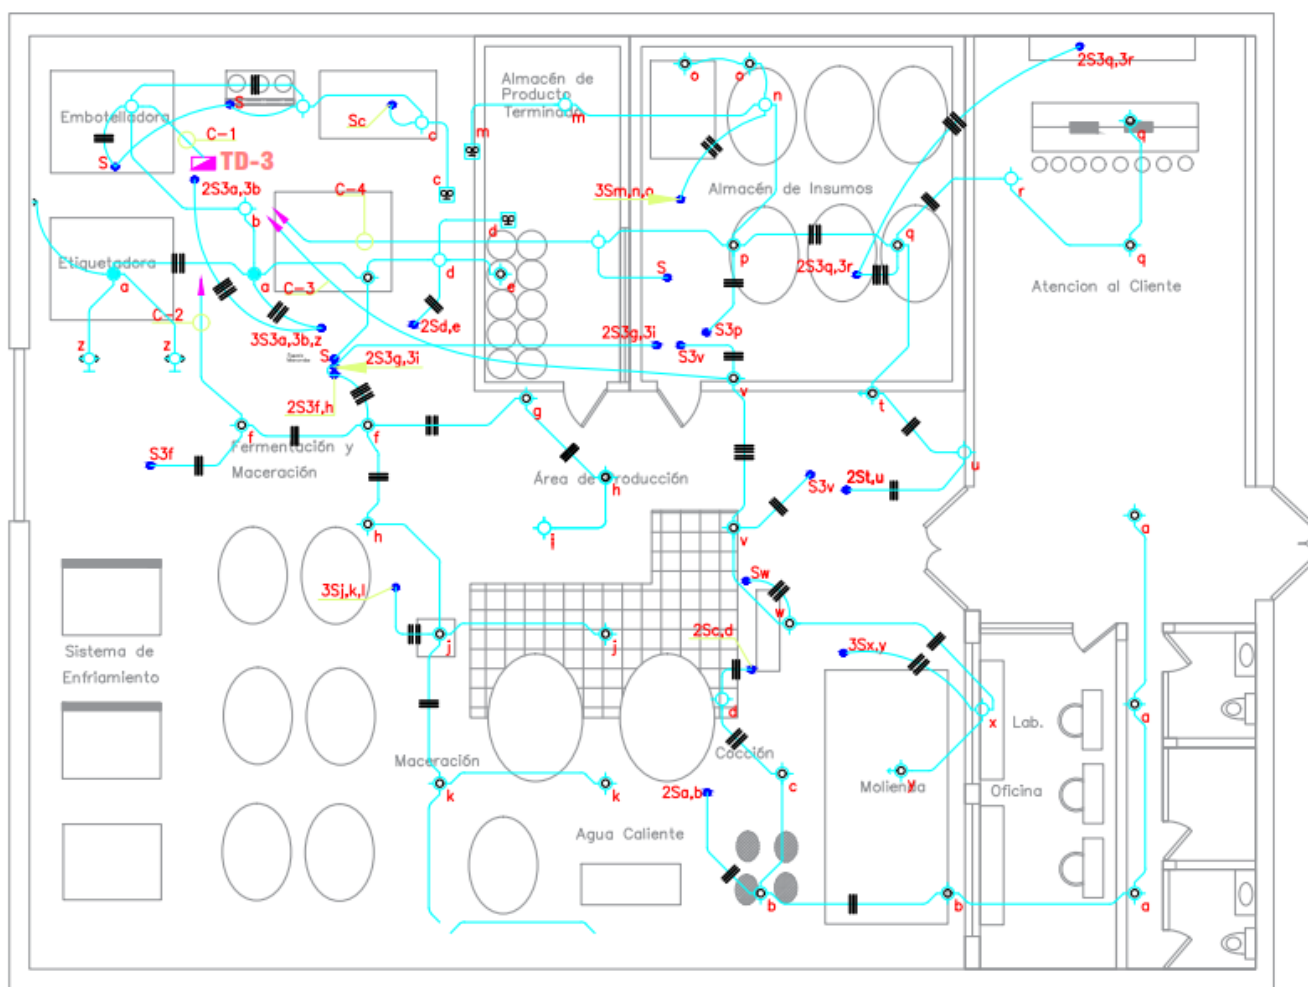 2S3q,3r
Almacén de
Producto
Terminado
o
o
n
S
Embotelladora
Sc
c
m
m
q
C-1
S
TD-3
2S3a,3b
C-4
c
3Sm,n,o
Almacén de Insumos
r
b
d
q
p
q
Etiquetadora
a
a
d
e
S
2S3q,3r
C-3
Atencion al Cliente
C-2
z
z
3S3a,3b,z
2Sd,e
2S3g,3i
S3p
S
2S3g,3i
S3v
v
2S3f,h
g
t
f
f
Fermentación y
Maceración
S3f
Área de Producción
h
u
S3v
2St,u
h
i
v
a
Sw
3Sj,k,l
w
2Sc,d
3Sx,y
j
j
Sistema de
Enfriamiento
d
x
Lab.
a
Maceración
Cocción
k
k
c
y
Molienda
2Sa,b
Oficina
Agua Caliente
b
b
a